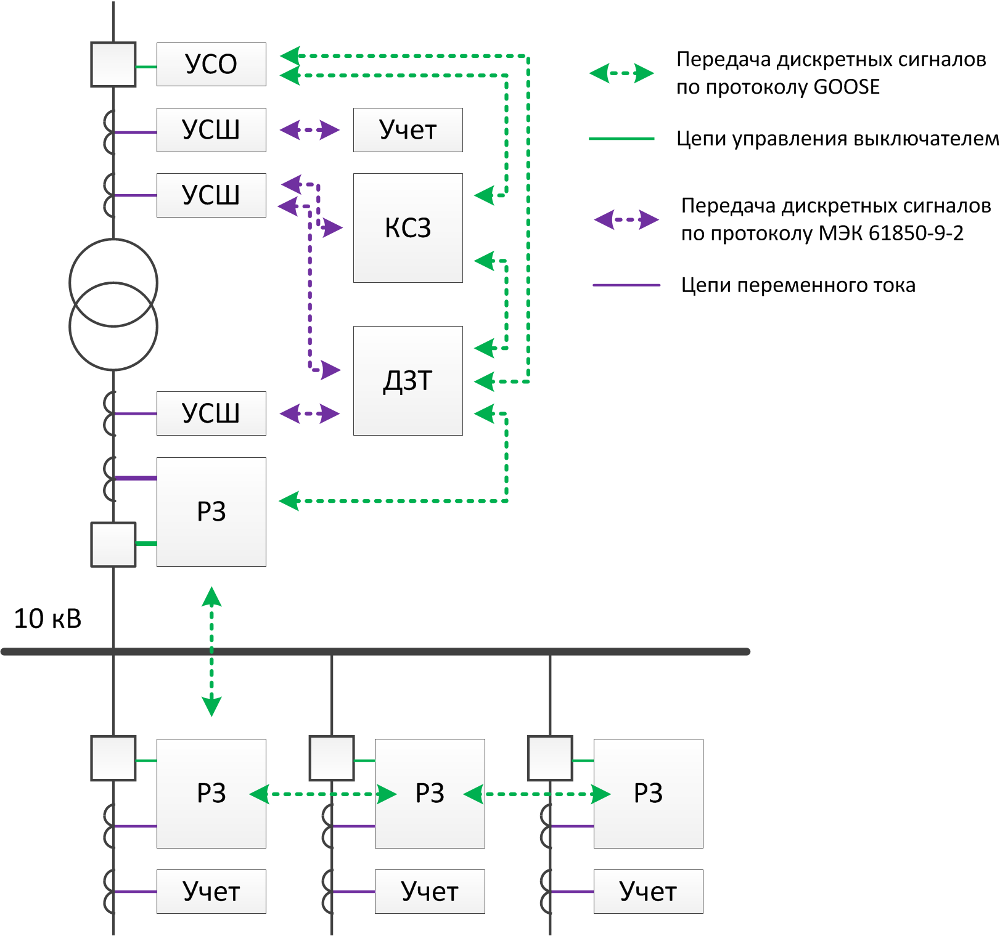 УСО
Передача дискретных сигналов
по протоколу GOOSE
УСШ
Учет
Цепи управления выключателем
УСШ
КСЗ
Передача дискретных сигналов
по протоколу МЭК 61850-9-2
Цепи переменного тока
ДЗТ
УСШ
РЗ
10 кВ
РЗ
РЗ
РЗ
Учет
Учет
Учет